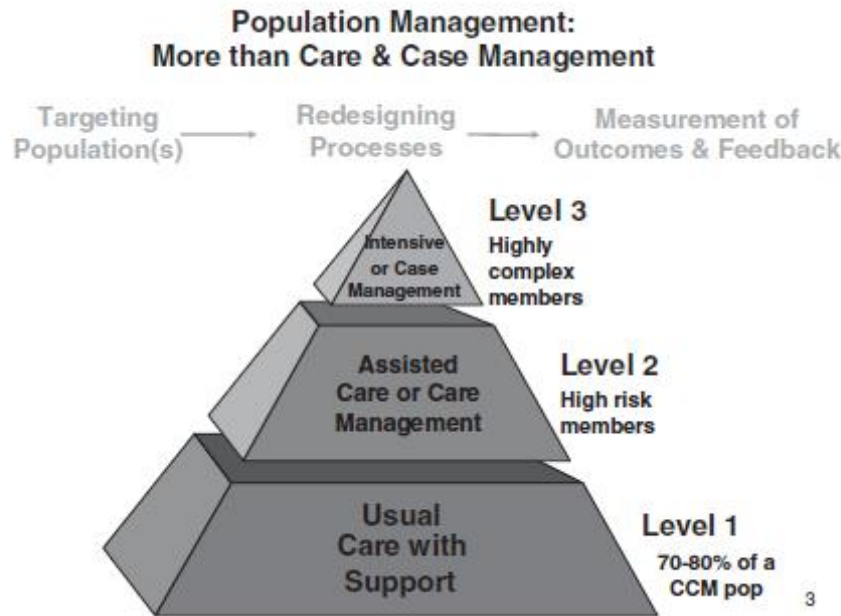 Population Management:
More than Care & Case Management
Targeting
Population(s)
Redesigning
Processes
Measurement of
Outcomes & Feedback
Intensive
or Case
Management
Level 3
Highly
complex
members
Assisted
Care or Care
Management
Level 2
High risk
members
Usual
Care with
Support
Level 1
70-80% of a
CCM pop
3